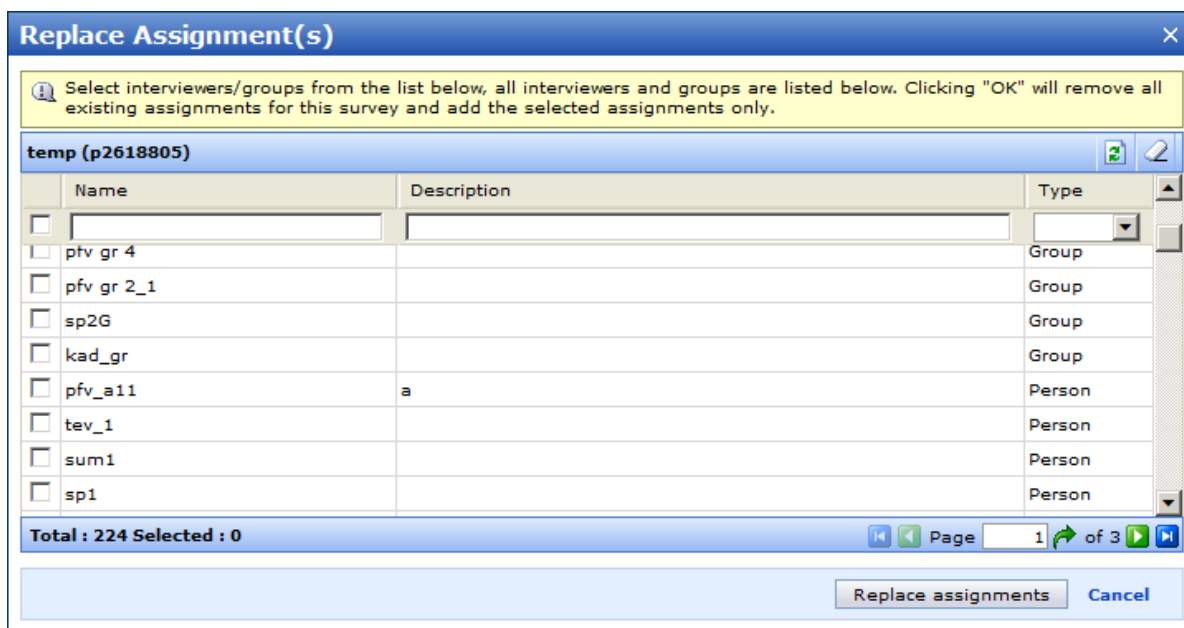 Replace Assignment(s)
Select interviewers/groups from the list below, all interviewers and groups are listed below. Clicking "OK" will remove all
existing assignments for this survey and add the selected assignments only.
temp (p2618805)
Name Description Type
pfv gr 4 Group
pfv gr 2_1 Group
sp2G Group
kad_gr Group
pfv_a11 a Person
tev_1 Person
sum1 Person
sp1 Person
Total : 224 Selected : 0 Page 1 of 3
Replace assignments Cancel